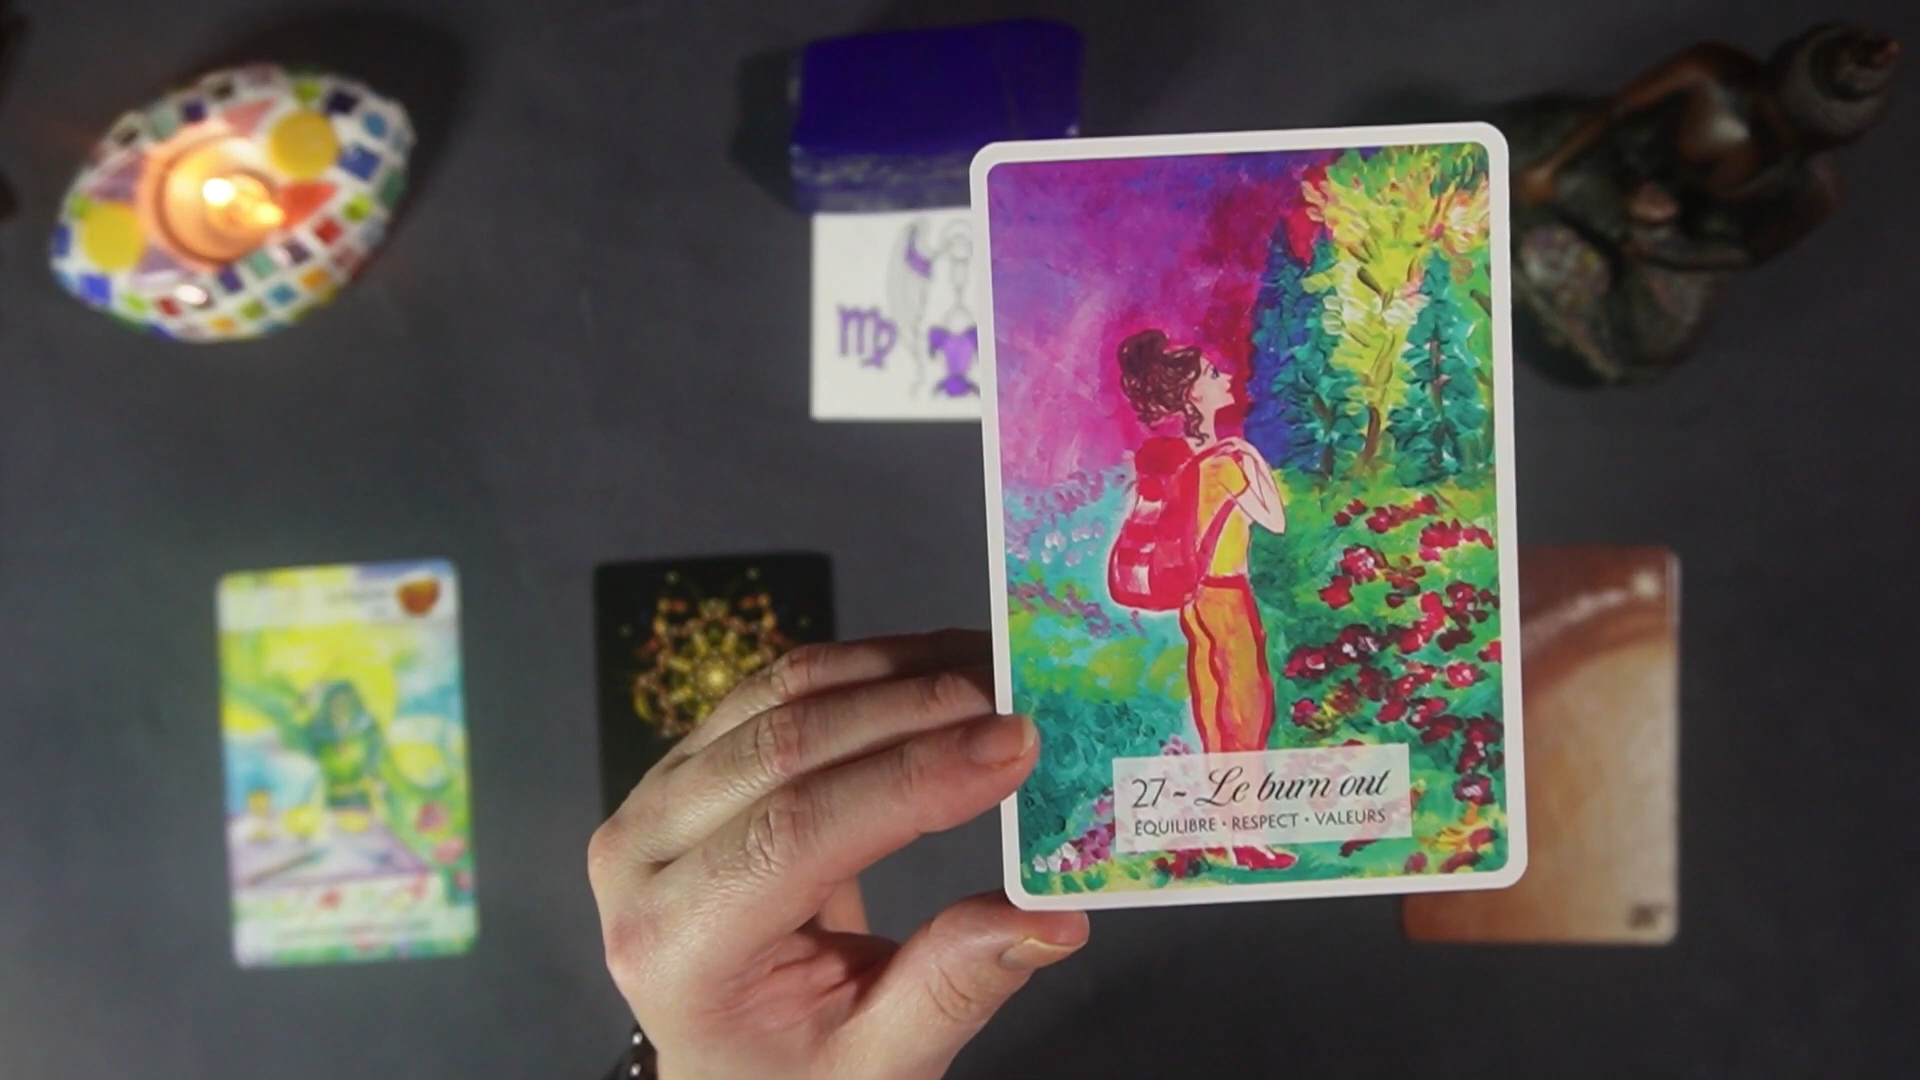 27 ~ Le burn out
ÉQUILIBRE • RESPECT • VALEURS